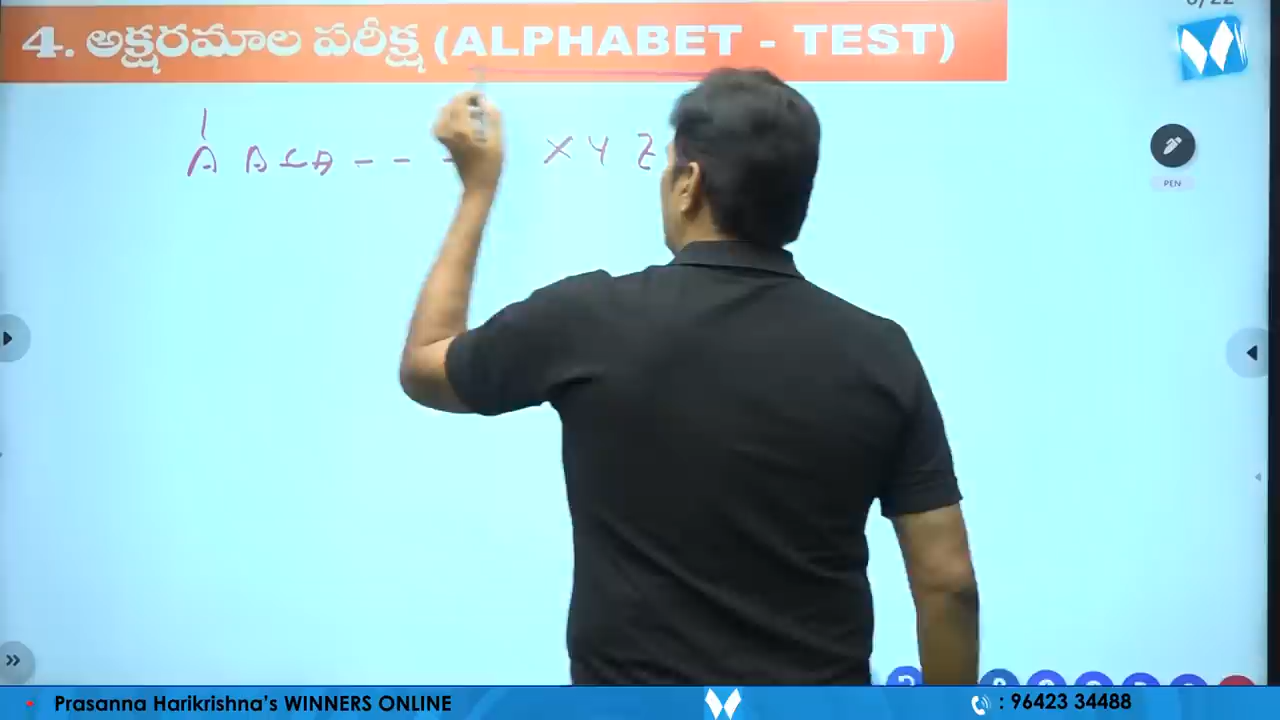 4. అక్షరమాల పరీక్ష (ALPHABET - TEST)
1
A B C D - - - X Y Z
PEN
• Prasanna Harikrishna's WINNERS ONLINE
: 96423 34488